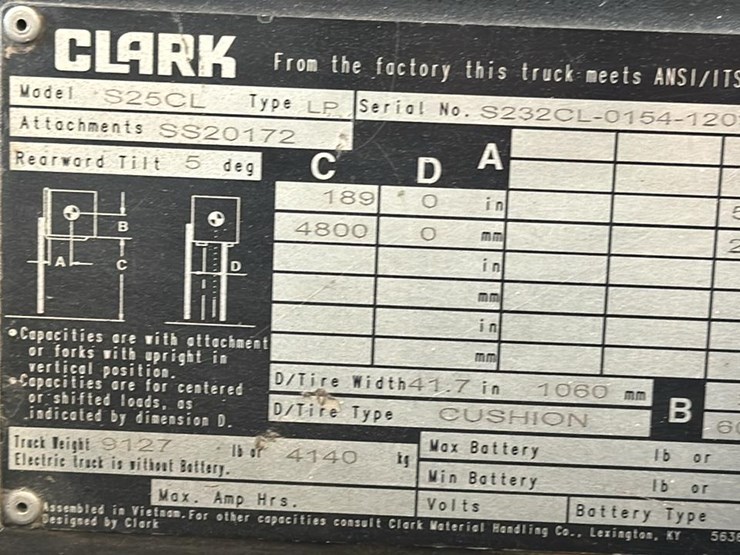 CLARK From the factory this truck meets ANSI/ITS
Model S25CL Type LP Serial No. S232CL-0154-120
Attachments SS20172
Rearward Tilt 5 deg C D A
189 0 in
4800 0 mm
in
mm
in
mm
B
A C
D
•Capacities are with attachment
or forks with upright in
vertical position.
•Capacities are for centered
or shifted loads, as
indicated by dimension D.
D/Tire Width 41.7 in 1060 mm
D/Tire Type CUSHION B 60
Truck Weight 9127 lb or 4140 kg
Electric truck is without Battery.
Max Battery lb or
Min Battery lb or
Max. Amp Hrs. Volts Battery Type
Assembled in Vietnam. For other capacities consult Clark Material Handling Co., Lexington, KY 5636
Designed by Clark